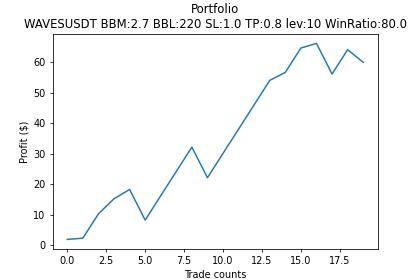 Portfolio
WAVESUSDT BBM:2.7 BBL:220 SL:1.0 TP:0.8 lev:10 WinRatio:80.0
60
50
40
30
20
10
0
Profit ($)
0.0 2.5 5.0 7.5 10.0 12.5 15.0 17.5
Trade counts